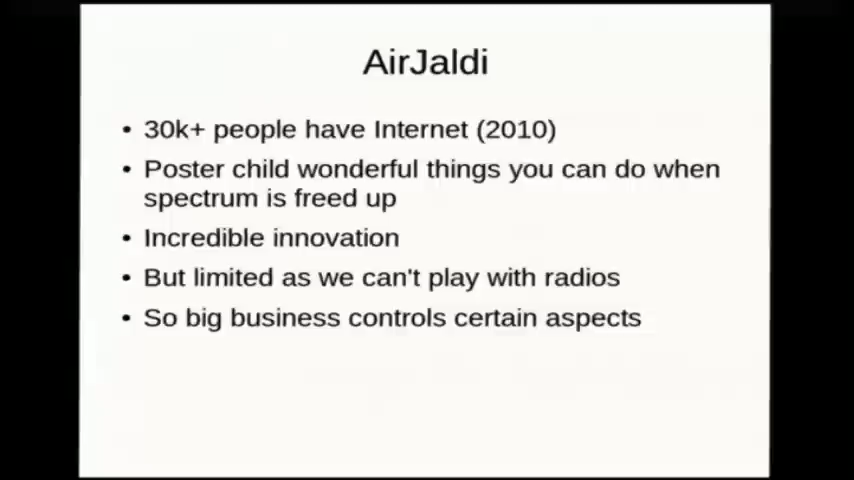 AirJaldi
• 30k+ people have Internet (2010)
• Poster child wonderful things you can do when
spectrum is freed up
• Incredible innovation
• But limited as we can't play with radios
• So big business controls certain aspects